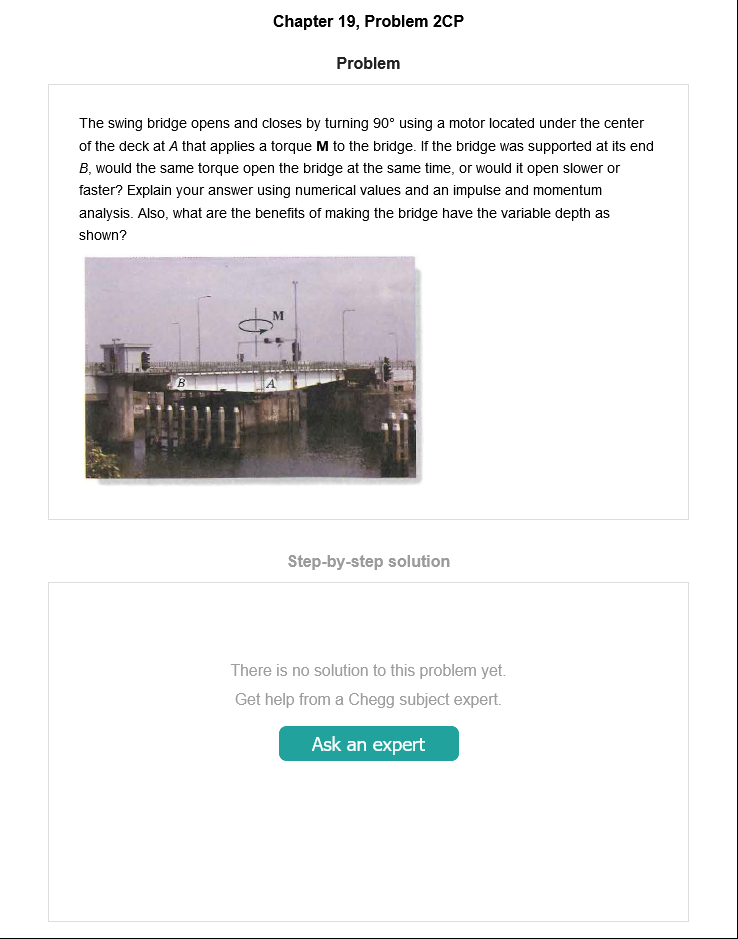 Chapter 19, Problem 2CP
Problem
The swing bridge opens and closes by turning 90° using a motor located under the center
of the deck at A that applies a torque M to the bridge. If the bridge was supported at its end
B, would the same torque open the bridge at the same time, or would it open slower or
faster? Explain your answer using numerical values and an impulse and momentum
analysis. Also, what are the benefits of making the bridge have the variable depth as
shown?
M
B
A
Step-by-step solution
There is no solution to this problem yet.
Get help from a Chegg subject expert.
Ask an expert